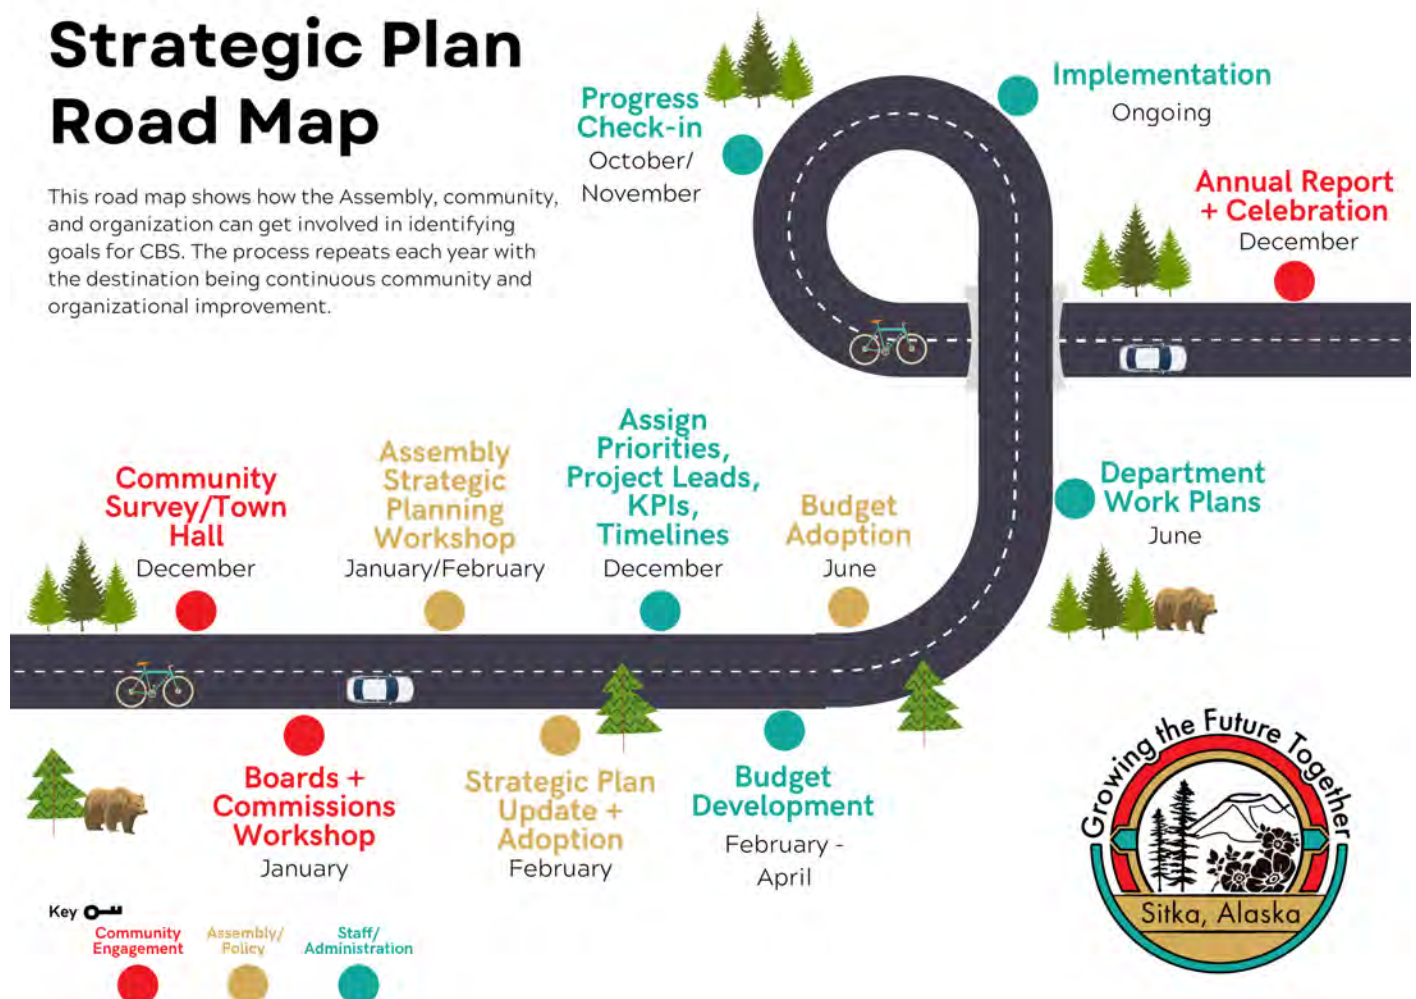 Strategic Plan
Road Map
This road map shows how the Assembly, community,
and organization can get involved in identifying
goals for CBS. The process repeats each year with
the destination being continuous community and
organizational improvement.
Progress
Check-in
October/
November
Implementation
Ongoing
Annual Report
+ Celebration
December
Community
Survey/Town
Hall
December
Assembly
Strategic
Planning
Workshop
January/February
Assign
Priorities,
Project Leads,
KPIs,
Timelines
December
Budget
Adoption
June
Department
Work Plans
June
Boards +
Commissions
Workshop
January
Strategic Plan
Update +
Adoption
February
Budget
Development
February -
April
Growing the Future Together
Sitka, Alaska
Key
Community
Engagement
Assembly/
Policy
Staff/
Administration